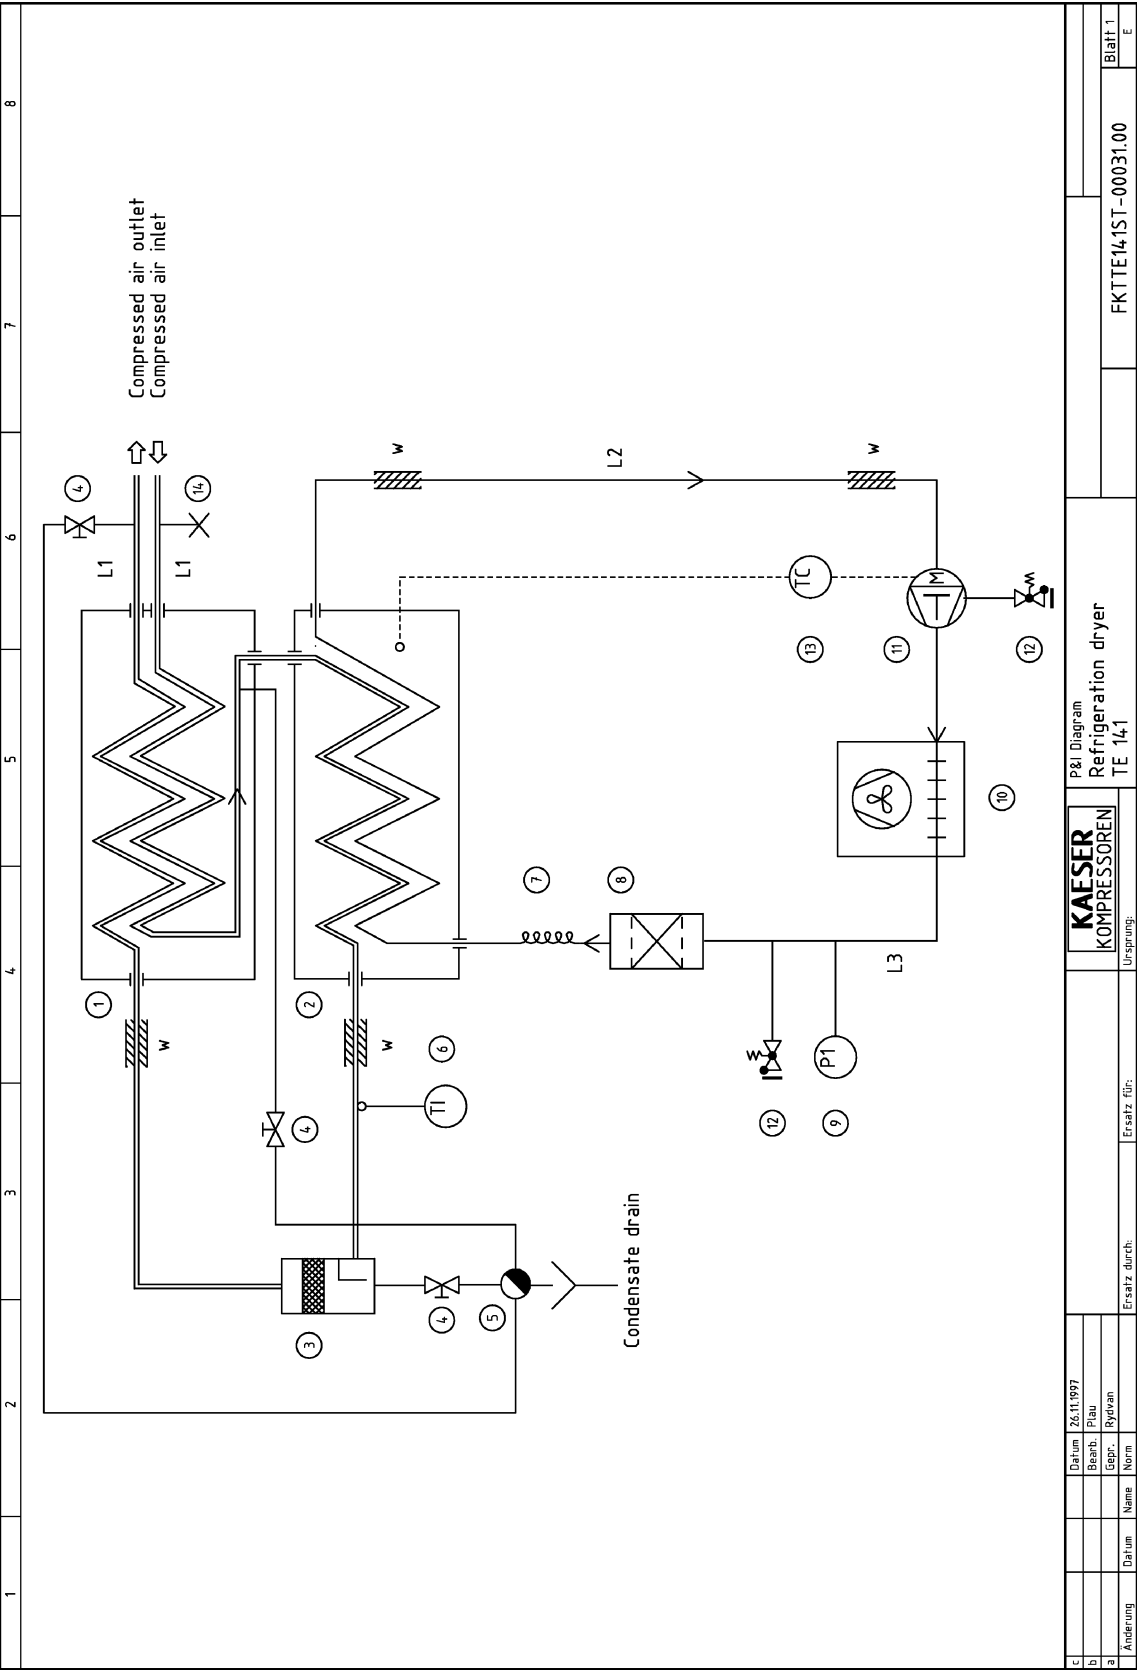 1 2 3 4 5 6 7 8
Compressed air outlet
Compressed air inlet
4
14
L1
L1
1
w
2
w
6
TI
4
3
4
5
Condensate drain
w
L2
w
TC
13
M
11
12
7
8
10
L3
12
P1
9
c
b
a
Änderung
Datum
Name
Datum 26.11.1997
Bearb. Plau
Gepr. Rydvan
Norm
Ersatz durch:
Ersatz für:
Ursprung:
KAESER
KOMPRESSOREN
P&I Diagram
Refrigeration dryer
TE 141
FKTTE141ST-00031.00
Blatt 1
E